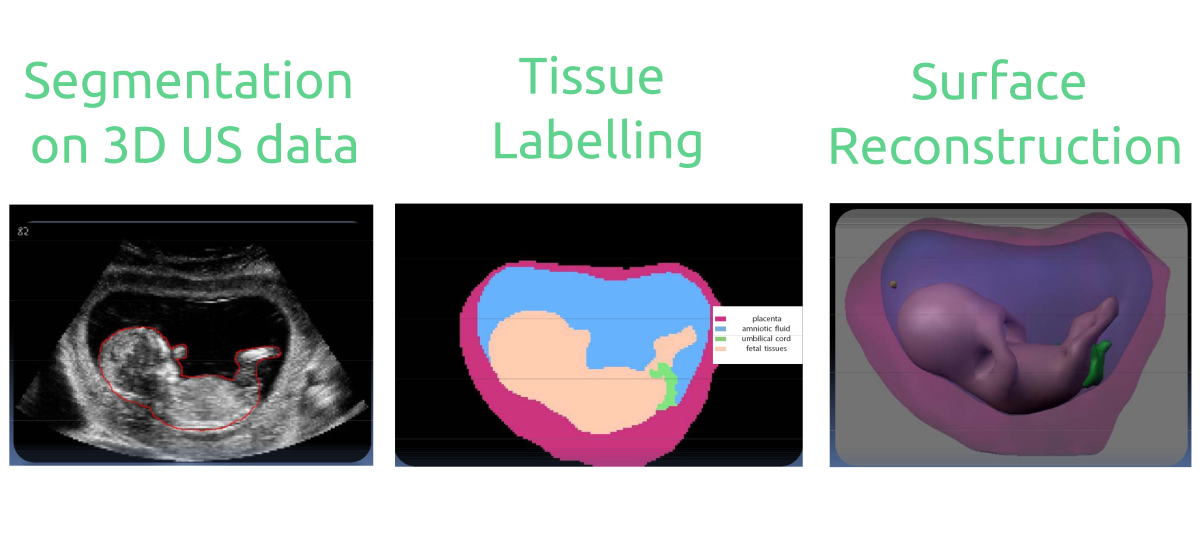 Segmentation
on 3D US data
Tissue
Labelling
Surface
Reconstruction
82
placenta
amniotic fluid
umbilical cord
fetal tissues